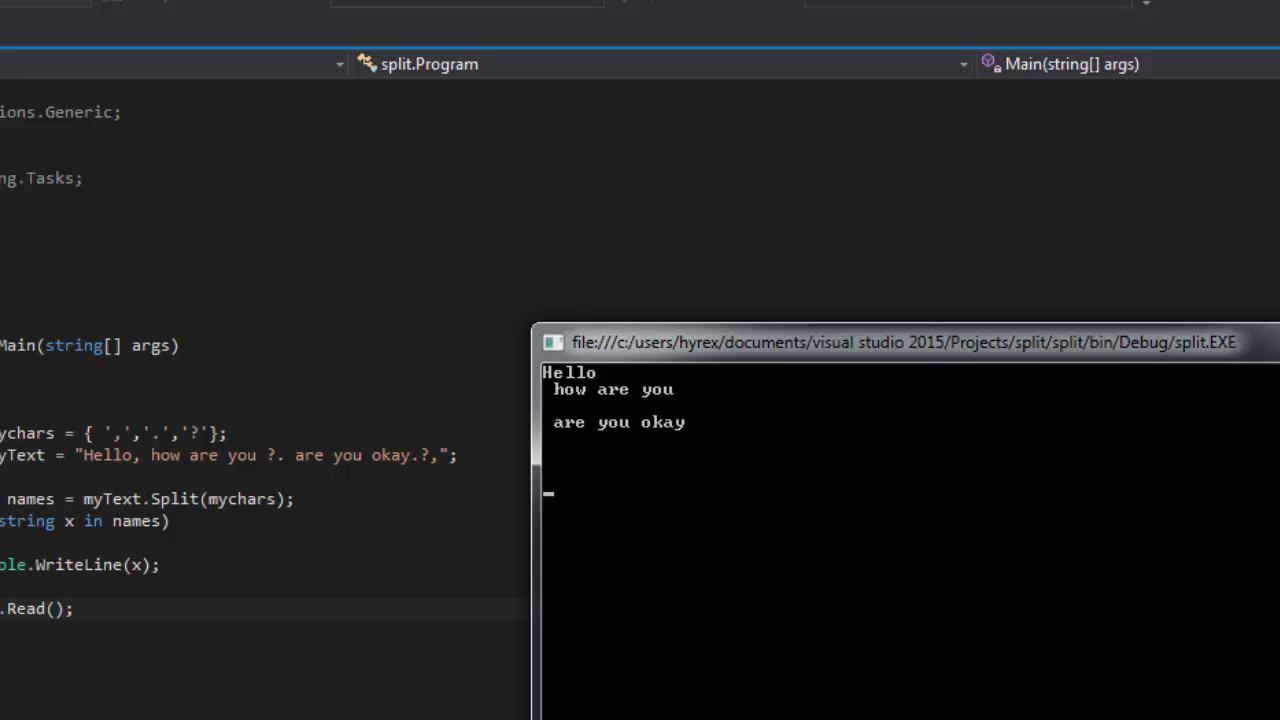 split.Program
Main(string[] args)
ions.Generic;
ng.Tasks;
Main(string[] args)
ychars = { ',','.','?'};
yText = "Hello, how are you ?. are you okay.?,";
names = myText.Split(mychars);
string x in names)
ole.WriteLine(x);
.Read();
file:///c:/users/hyrex/documents/visual studio 2015/Projects/split/split/bin/Debug/split.EXE
Hello
how are you
are you okay